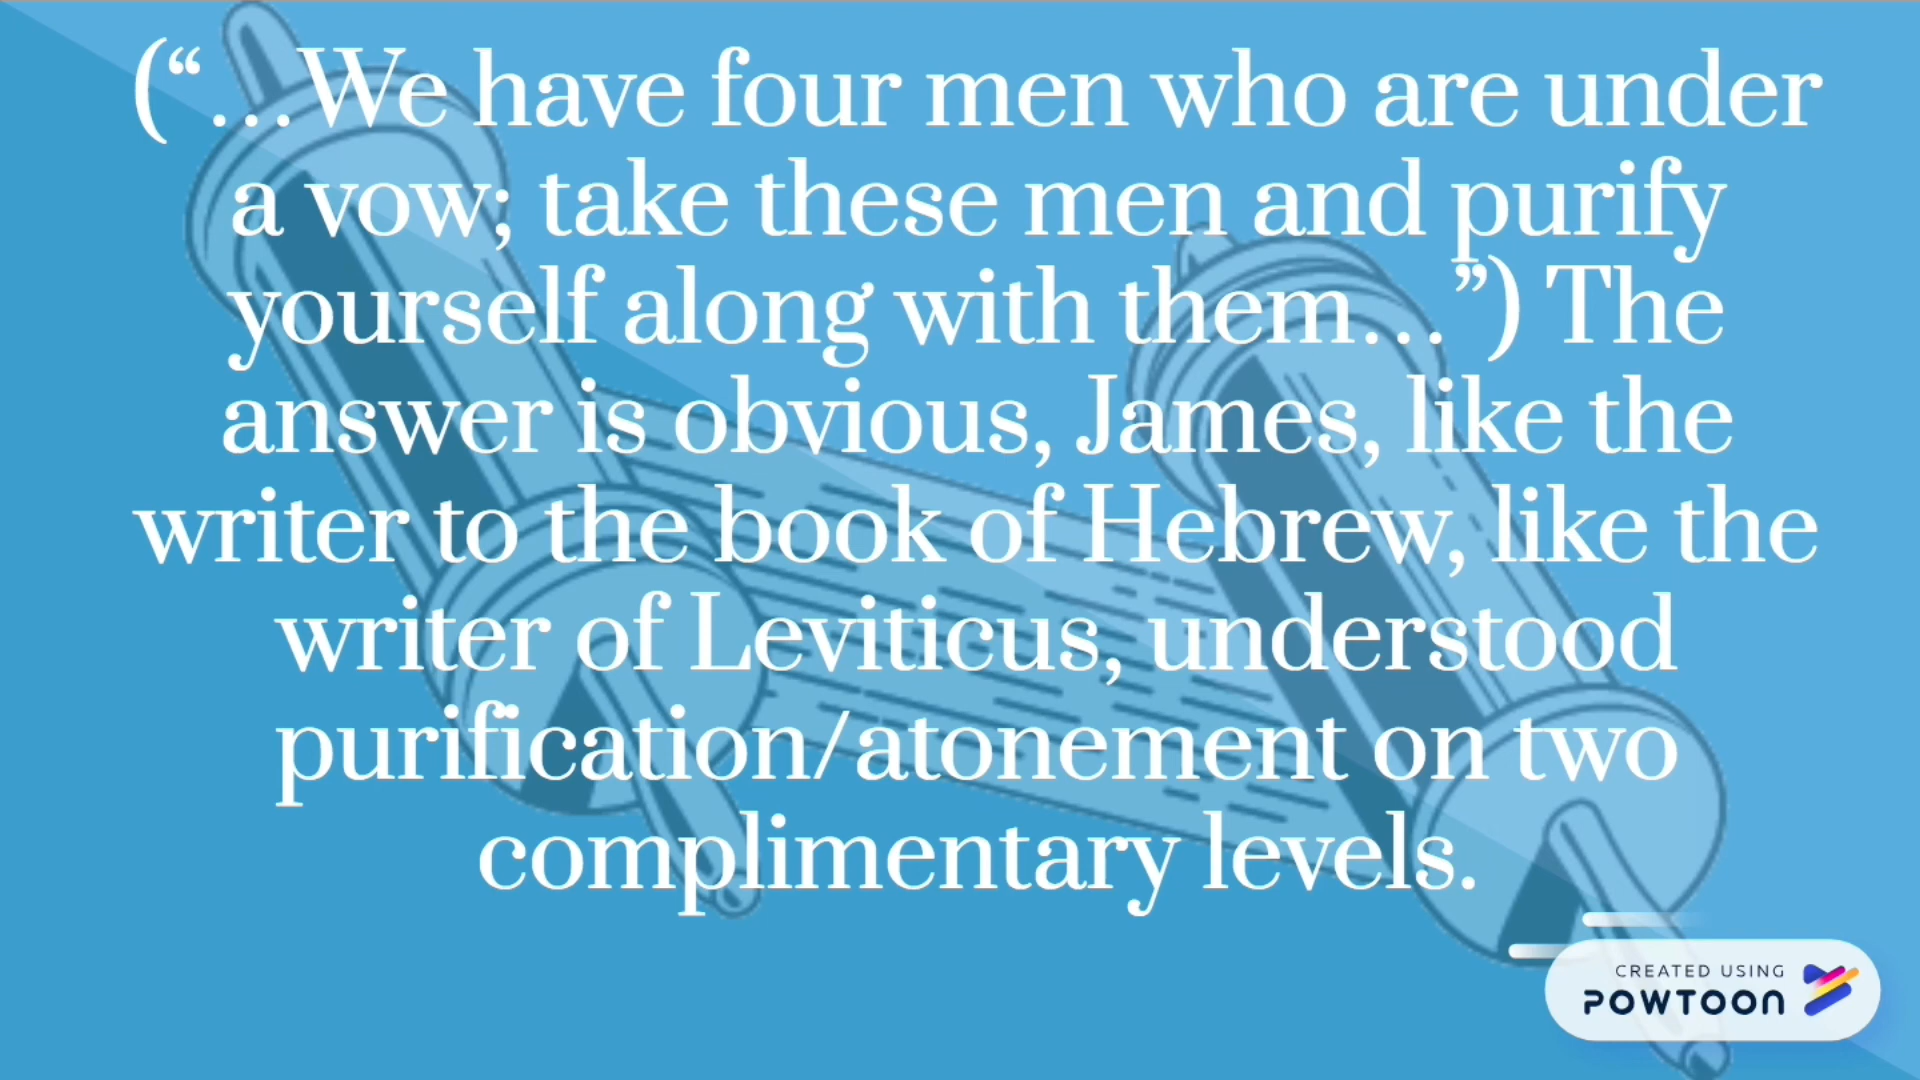 (“…We have four men who are under
a vow; take these men and purify
yourself along with them…”) The
answer is obvious, James, like the
writer to the book of Hebrew, like the
writer of Leviticus, understood
purification/atonement on two
complimentary levels.
CREATED USING
POWTOON